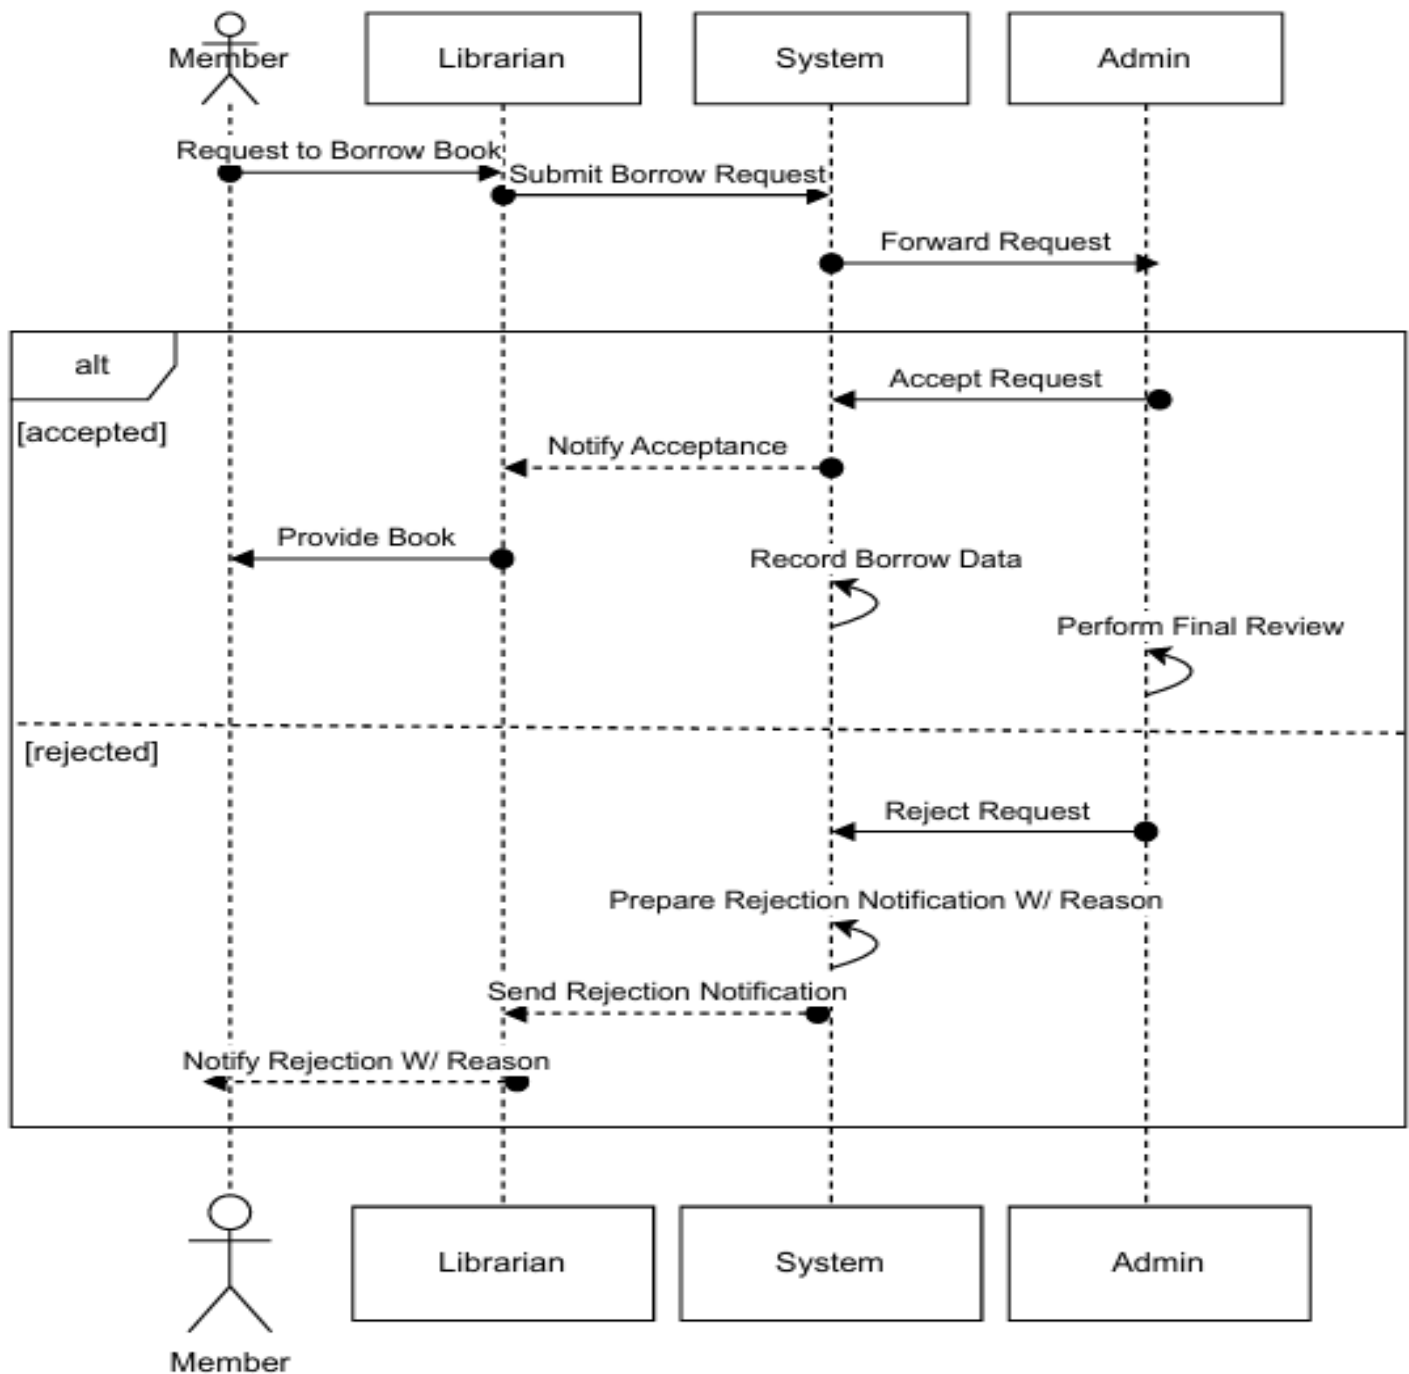 Member
Librarian
System
Admin
Request to Borrow Book
Submit Borrow Request
Forward Request
alt
Accept Request
[accepted]
Notify Acceptance
Provide Book
Record Borrow Data
Perform Final Review
[rejected]
Reject Request
Prepare Rejection Notification W/ Reason
Send Rejection Notification
Notify Rejection W/ Reason
Librarian
System
Admin
Member